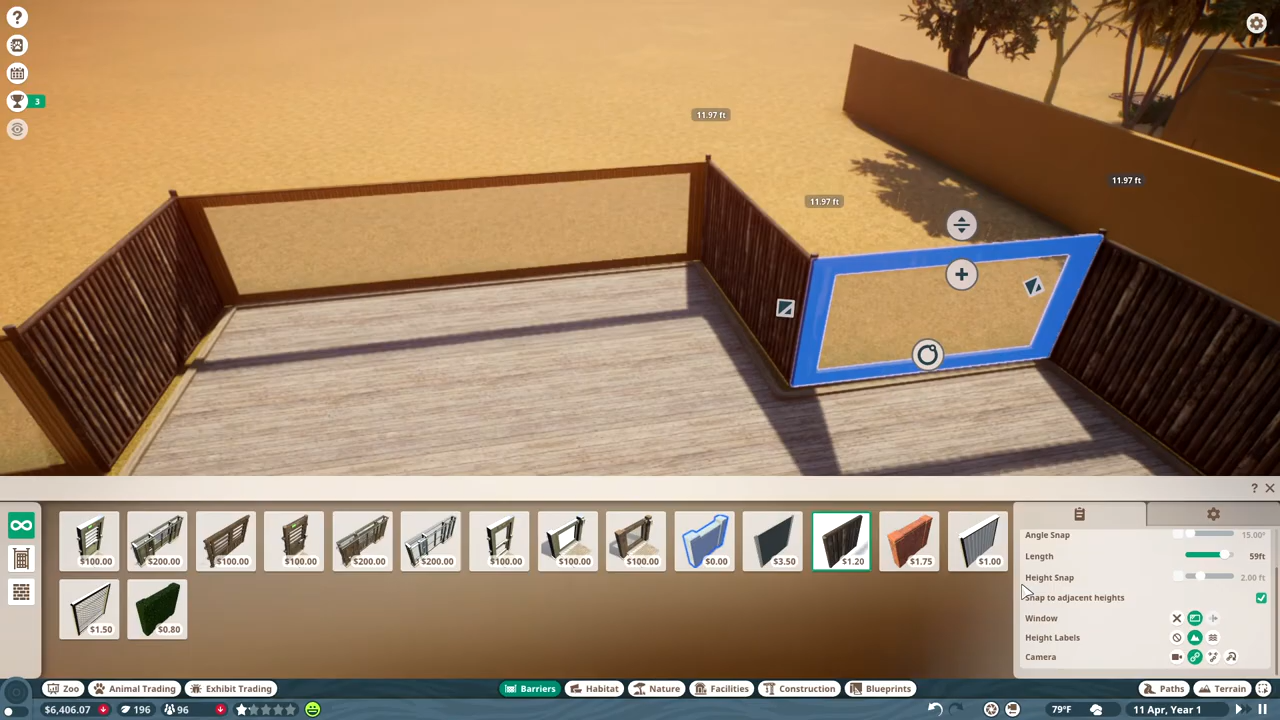 ?
3
11.97 ft
11.97 ft
11.97 ft
?
$100.00
$200.00
$100.00
$100.00
$200.00
$200.00
$100.00
$100.00
$100.00
$0.00
$3.50
$1.20
$1.75
$1.00
$1.50
$0.80
Angle Snap
15.00°
Length
59ft
Height Snap
2.00 ft
Snap to adjacent heights
Window
Height Labels
Camera
Zoo
Animal Trading
Exhibit Trading
Barriers
Habitat
Nature
Facilities
Construction
Blueprints
Paths
Terrain
$6,406.07
196
96
79°F
11 Apr, Year 1